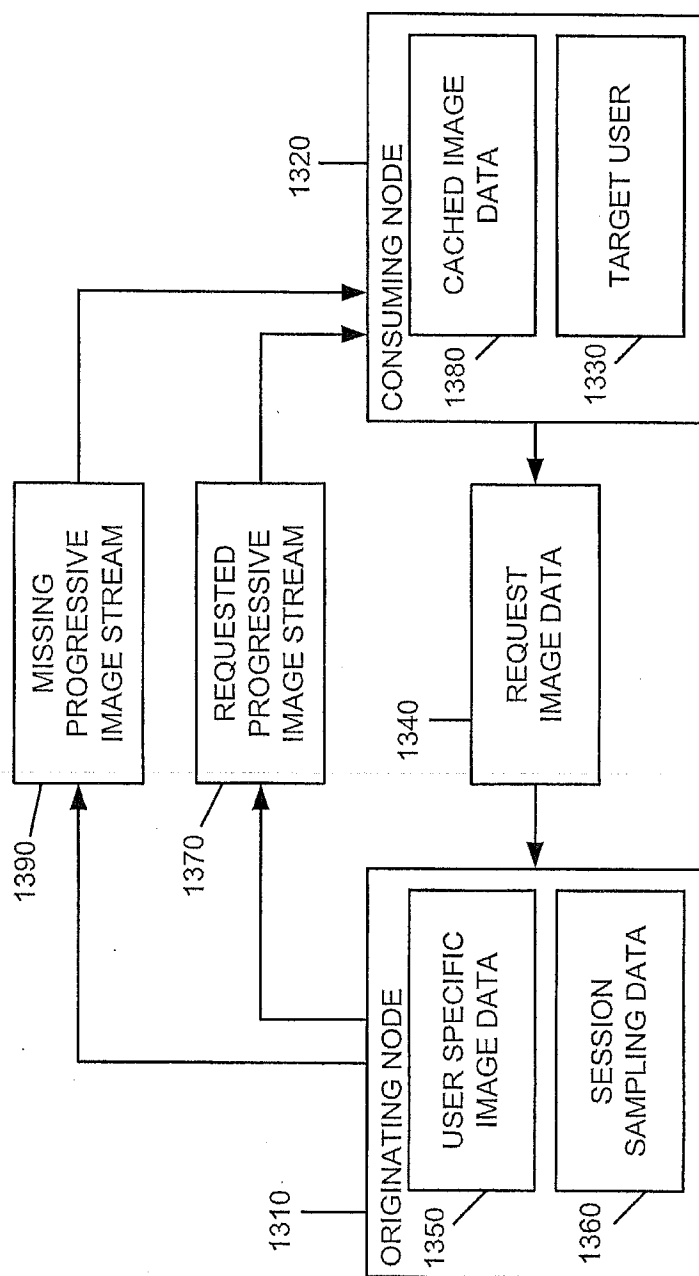 1390
MISSING
PROGRESSIVE
IMAGE STREAM
1370
REQUESTED
PROGRESSIVE
IMAGE STREAM
1310
ORIGINATING NODE
1350
USER SPECIFIC
IMAGE DATA
1360
SESSION
SAMPLING DATA
1340
REQUEST
IMAGE DATA
1320
CONSUMING NODE
1380
CACHED IMAGE
DATA
1330
TARGET USER